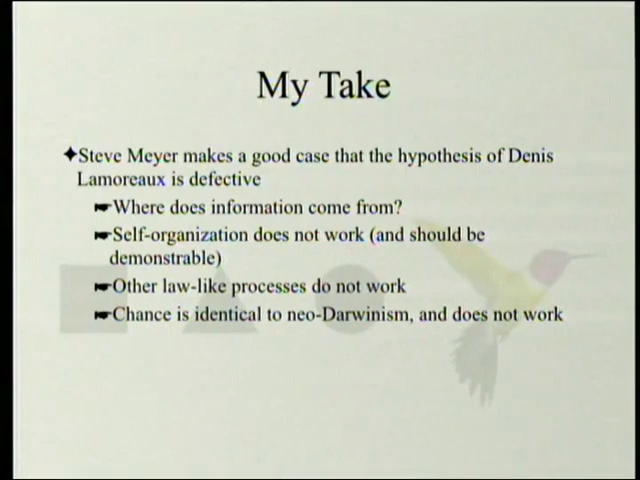 My Take
✦Steve Meyer makes a good case that the hypothesis of Denis
Lamoreaux is defective
☛Where does information come from?
☛Self-organization does not work (and should be
demonstrable)
☛Other law-like processes do not work
☛Chance is identical to neo-Darwinism, and does not work